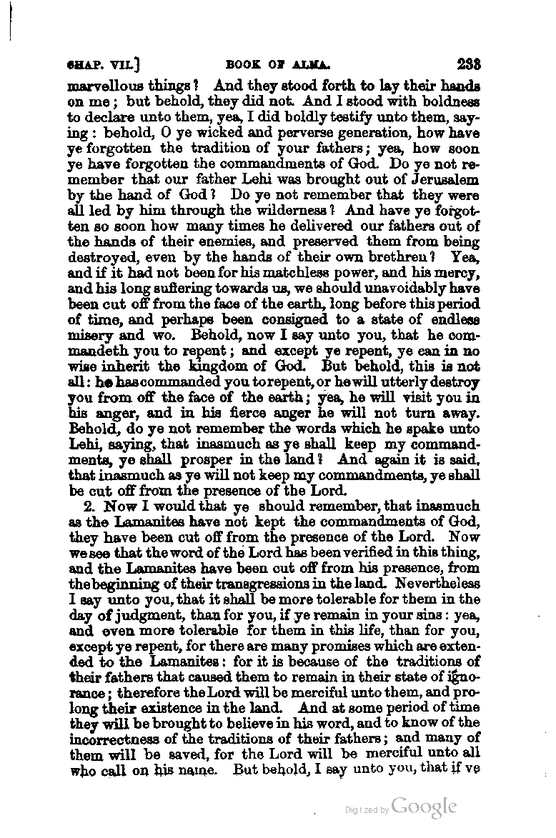 CHAP. VII.] BOOK OF ALMA. 233
marvellous things? And they stood forth to lay their hands
on me; but behold, they did not. And I stood with boldness
to declare unto them, yea, I did boldly testify unto them, say-
ing: behold, O ye wicked and perverse generation, how have
ye forgotten the tradition of your fathers; yea, how soon
ye have forgotten the commandments of God. Do ye not re-
member that our father Lehi was brought out of Jerusalem
by the hand of God? Do ye not remember that they were
all led by him through the wilderness? And have ye forgot-
ten so soon how many times he delivered our fathers out of
the hands of their enemies, and preserved them from being
destroyed, even by the hands of their own brethren? Yea,
and if it had not been for his matchless power, and his mercy,
and his long suffering towards us, we should unavoidably have
been cut off from the face of the earth, long before this period
of time, and perhaps been consigned to a state of endless
misery and wo. Behold, now I say unto you, that he com-
mandeth you to repent; and except ye repent, ye can in no
wise inherit the kingdom of God. But behold, this is not
all: he has commanded you to repent, or he will utterly destroy
you from off the face of the earth; yea, he will visit you in
his anger, and in his fierce anger he will not turn away.
Behold, do ye not remember the words which he spake unto
Lehi, saying, that inasmuch as ye shall keep my command-
ments, ye shall prosper in the land? And again it is said,
that inasmuch as ye will not keep my commandments, ye shall
be cut off from the presence of the Lord.
2. Now I would that ye should remember, that inasmuch
as the Lamanites have not kept the commandments of God,
they have been cut off from the presence of the Lord. Now
we see that the word of the Lord has been verified in this thing,
and the Lamanites have been cut off from his presence, from
the beginning of their transgressions in the land. Nevertheless
I say unto you, that it shall be more tolerable for them in the
day of judgment, than for you, if ye remain in your sins: yea,
and even more tolerable for them in this life, than for you,
except ye repent, for there are many promises which are exten-
ded to the Lamanites: for it is because of the traditions of
their fathers that caused them to remain in their state of igno-
rance; therefore the Lord will be merciful unto them, and pro-
long their existence in the land. And at some period of time
they will be brought to believe in his word, and to know of the
incorrectness of the traditions of their fathers; and many of
them will be saved, for the Lord will be merciful unto all
who call on his name. But behold, I say unto you, that if ye
Digitized by Google